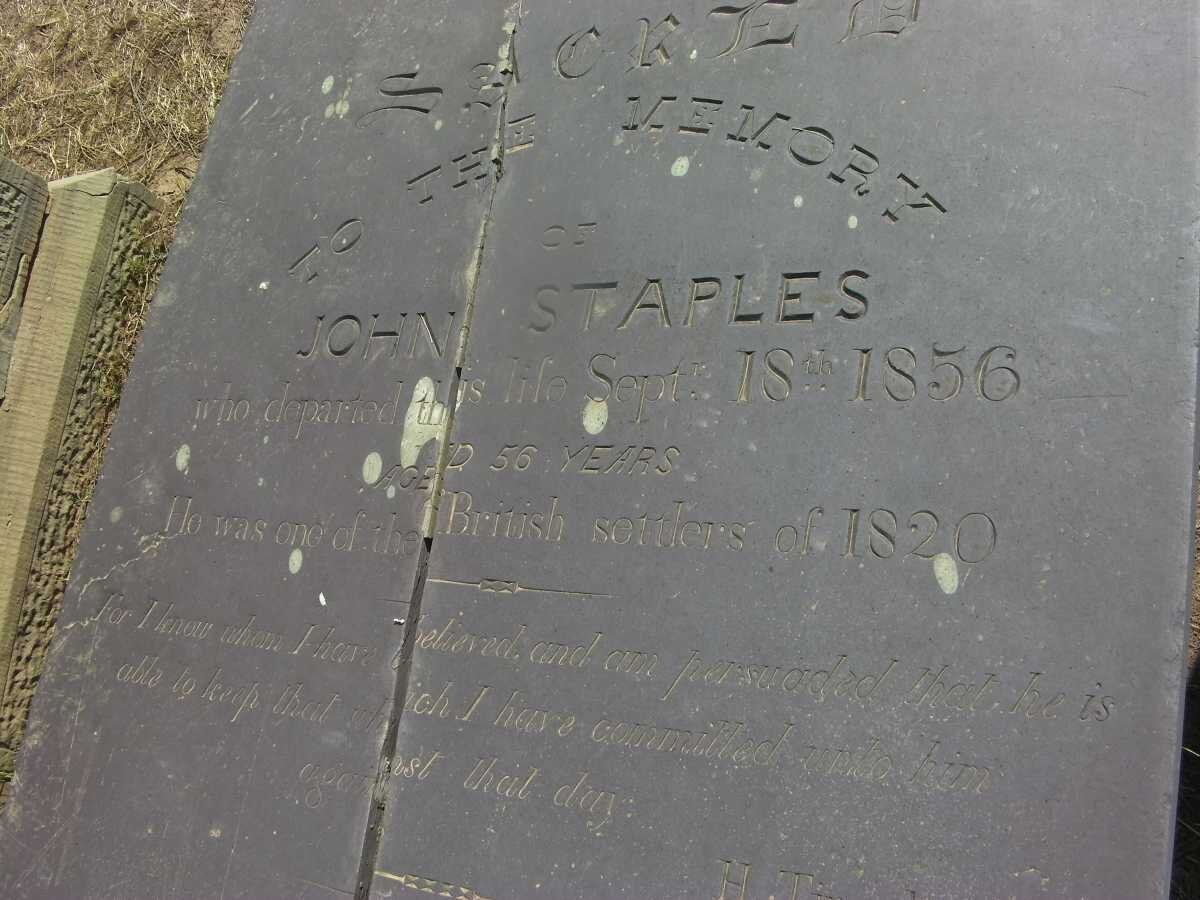 SACRED
TO THE MEMORY
OF
JOHN STAPLES
who departed this life Septr. 18th 1856
AGED 56 YEARS
He was one of the British settlers of 1820
For I know whom I have believed, and am persuaded that he is
able to keep that which I have committed unto him
against that day.
H.